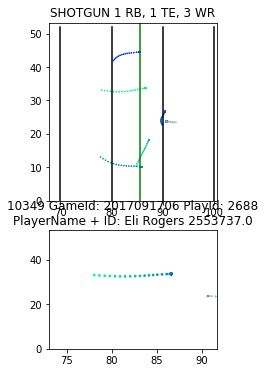 SHOTGUN 1 RB, 1 TE, 3 WR
50
40
30
20
10
0
70 80 90 100
10349 GameId: 2017091706 PlayId: 2688
PlayerName + ID: Eli Rogers 2553737.0
40
20
0
75 80 85 90